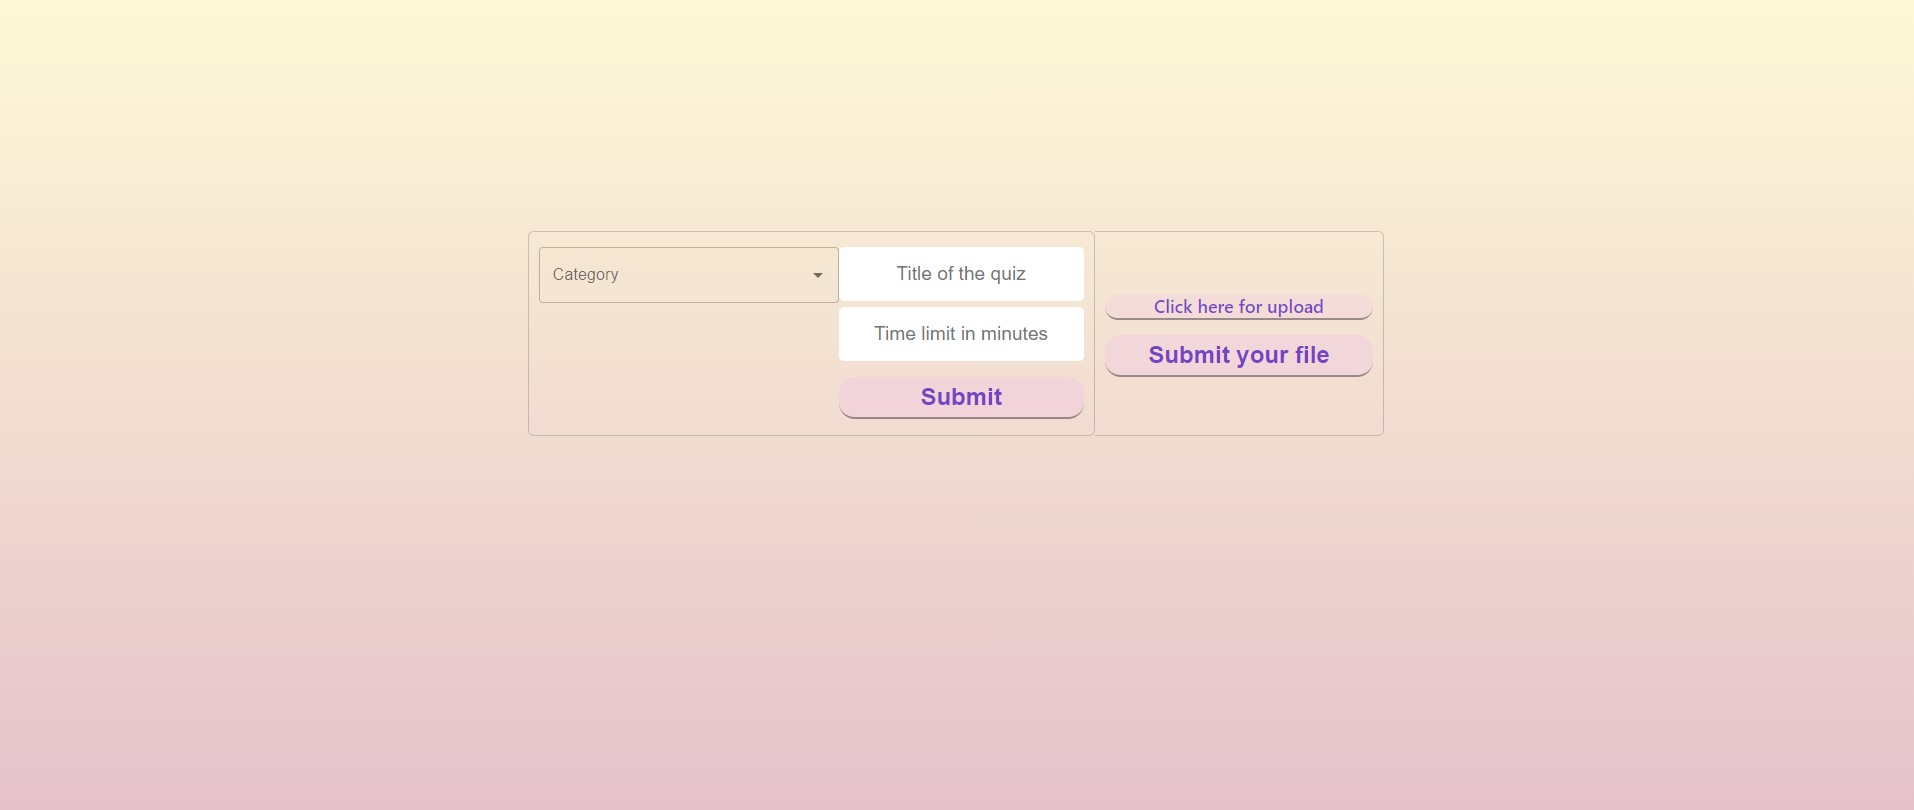 Category
Title of the quiz
Time limit in minutes
Submit
Click here for upload
Submit your file